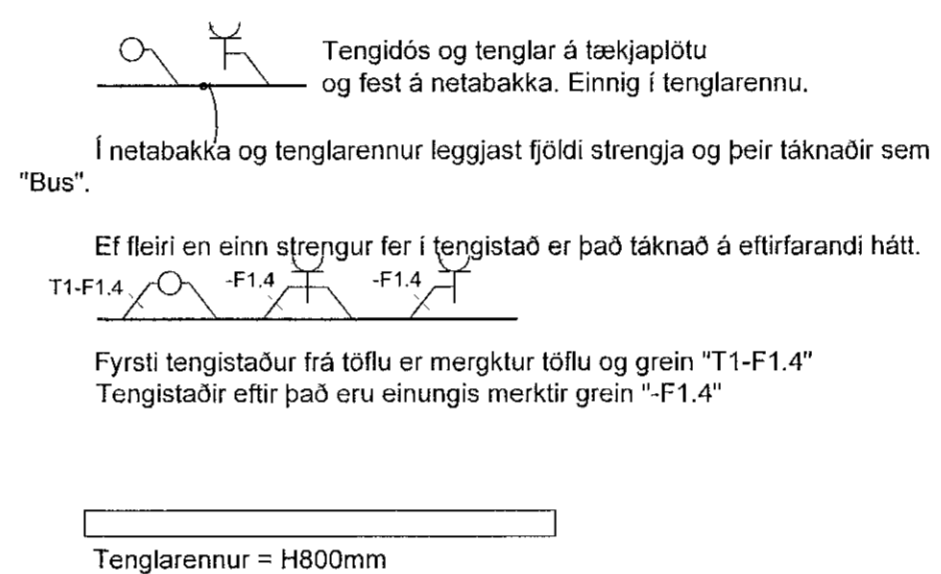 Tengidós og tenglar á tækjaplötu
og fest á netabakka. Einnig í tenglarennu.
Í netabakka og tenglarennur leggjast fjöldi strengja og þeir táknaðir sem
"Bus".
Ef fleiri en einn strengur fer í tengistað er það táknað á eftirfarandi hátt.
T1-F1.4 -F1.4 -F1.4
Fyrsti tengistaður frá töflu er mergktur töflu og grein "T1-F1.4"
Tengistaðir eftir það eru einungis merktir grein "-F1.4"
Tenglarennur = H800mm